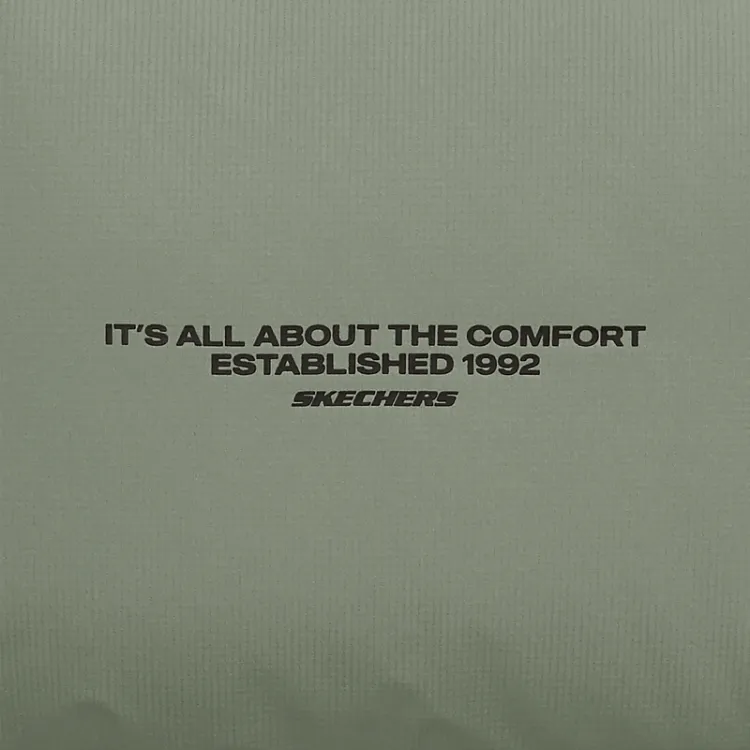 IT'S ALL ABOUT THE COMFORT
ESTABLISHED 1992
SKECHERS